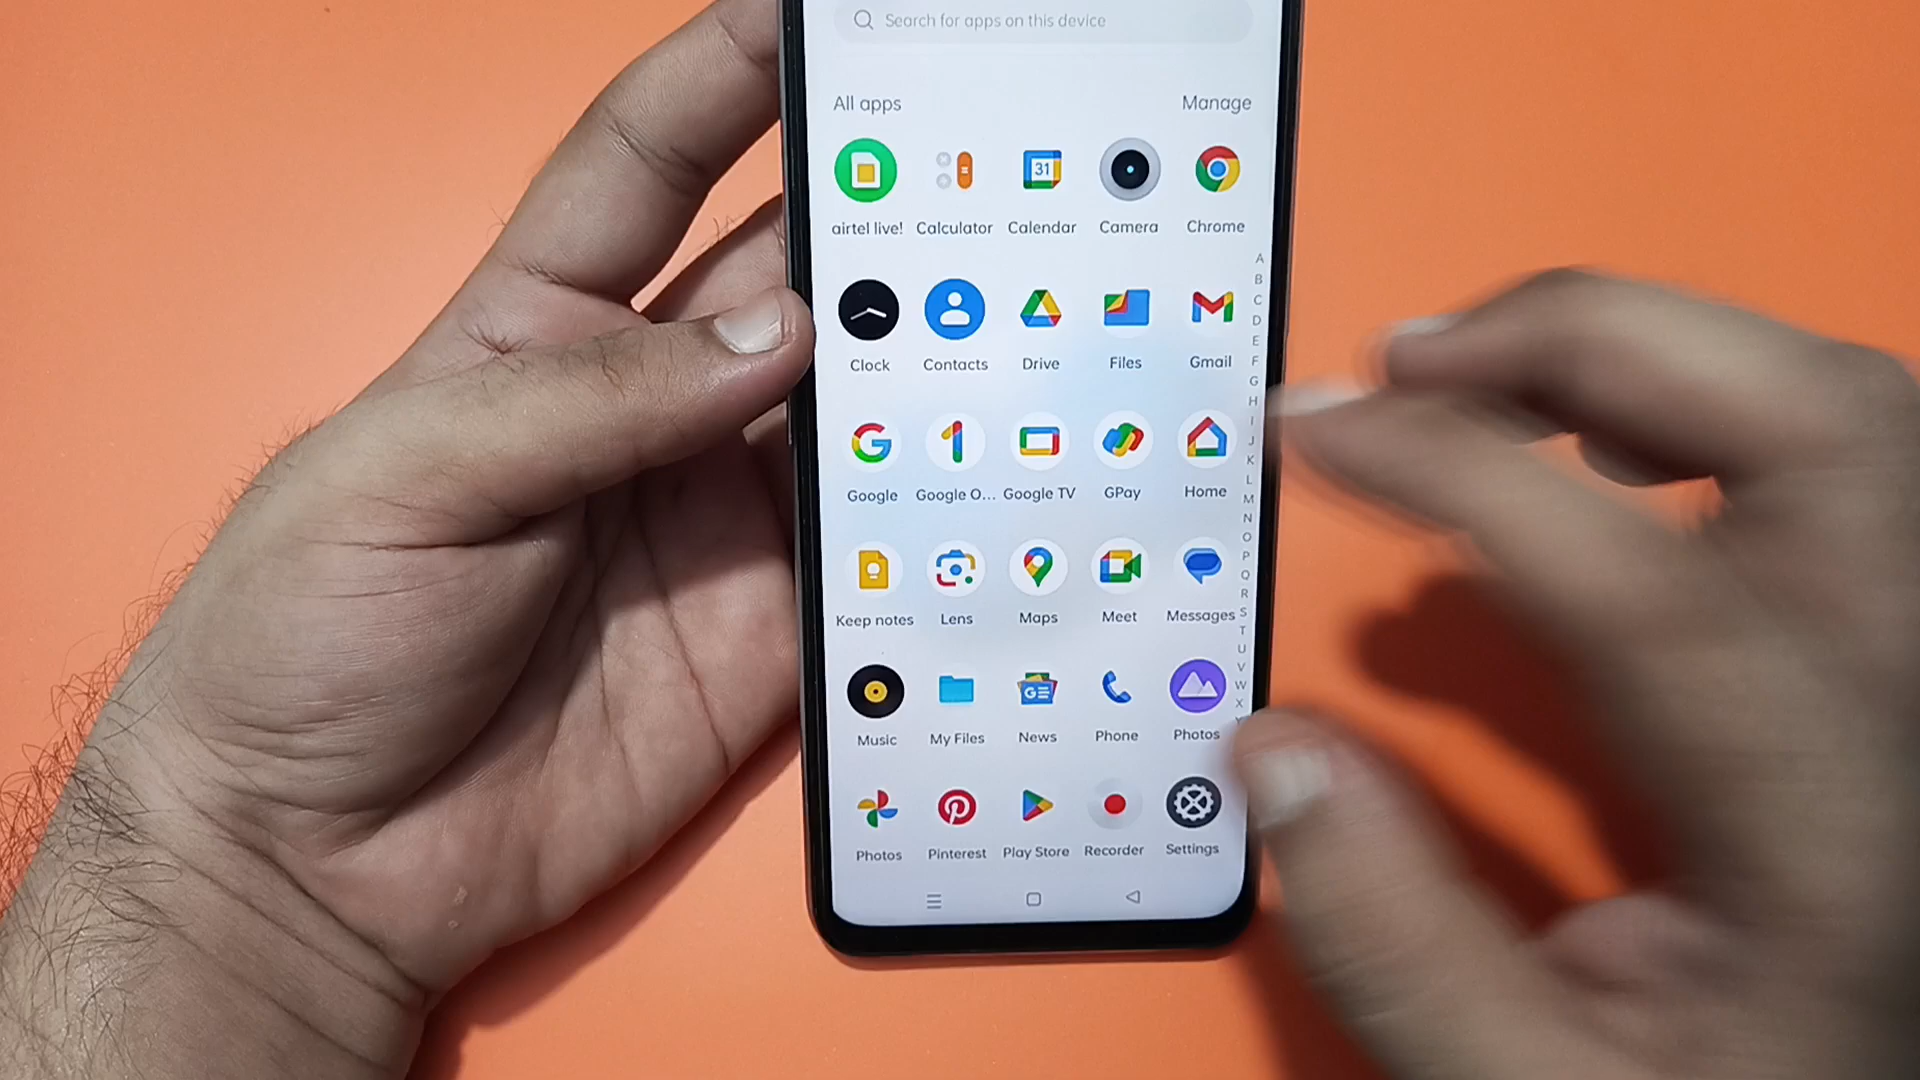 Search for apps on this device
All apps
Manage
31
airtel live!
Calculator
Calendar
Camera
Chrome
Clock
Contacts
Drive
Files
Gmail
Google
Google O...
Google TV
GPay
Home
Keep notes
Lens
Maps
Meet
Messages
Music
My Files
News
Phone
Photos
Photos
Pinterest
Play Store
Recorder
Settings
A
B
C
D
E
F
G
H
I
J
K
L
M
N
O
P
Q
R
S
T
U
V
W
X
Y